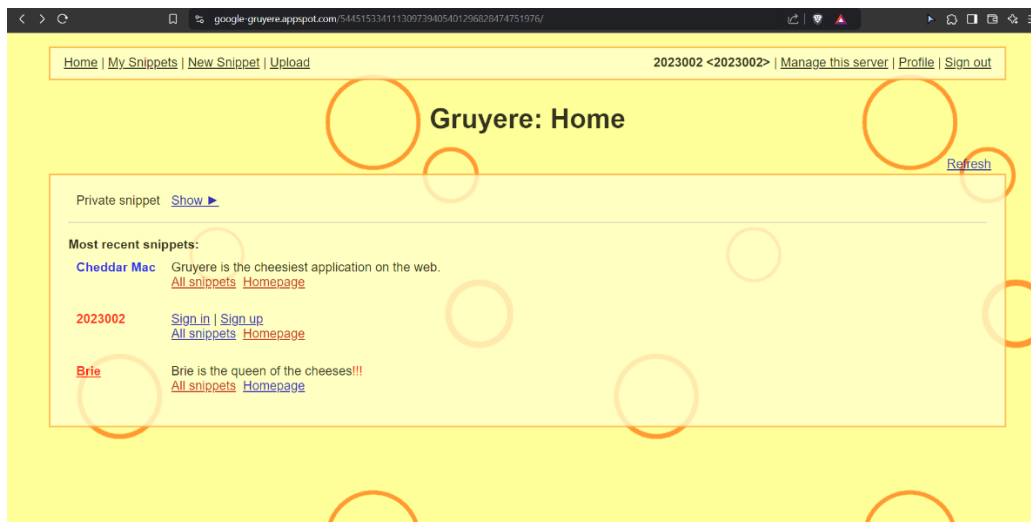 google-gruyere.appspot.com/544515334111309739405401296828474751976/
Home | My Snippets | New Snippet | Upload
2023002 <2023002> | Manage this server | Profile | Sign out
Gruyere: Home
Refresh
Private snippet Show ►
Most recent snippets:
Cheddar Mac Gruyere is the cheesiest application on the web.
All snippets Homepage
2023002 Sign in | Sign up
All snippets Homepage
Brie Brie is the queen of the cheeses!!!
All snippets Homepage